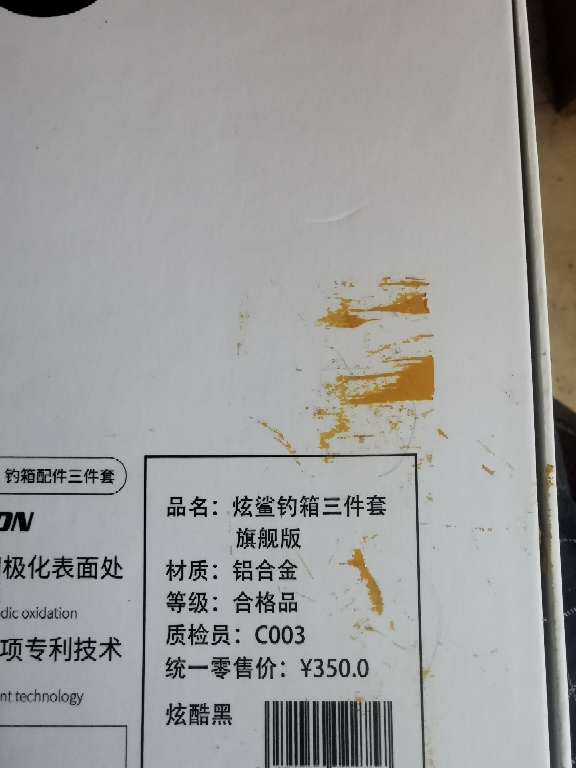 钓箱配件三件套
ON
极化表面处
dic oxidation
项专利技术
nt technology
品名：炫鲨钓箱三件套
旗舰版
材质：铝合金
等级：合格品
质检员：C003
统一零售价：¥350.0
炫酷黑